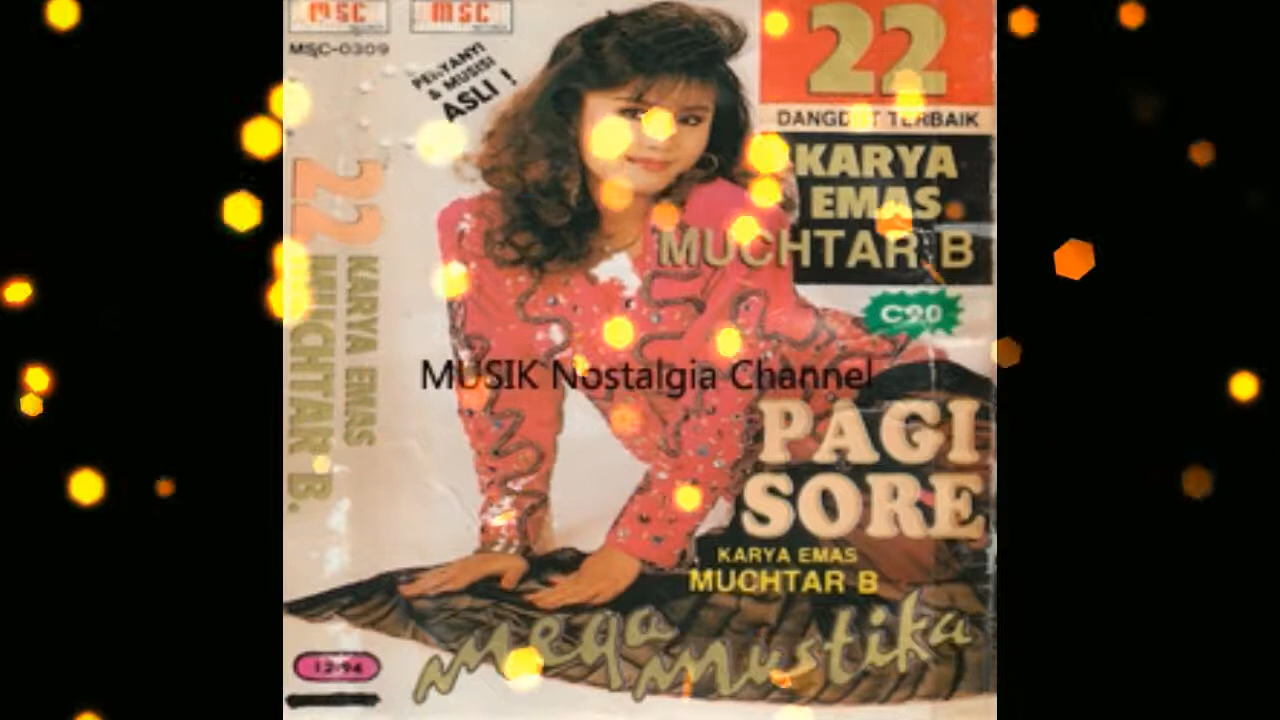 MSC
MSC
MSC-0309
PENYANYI
& MUSISI
ASLI !
22
DANGDUT TERBAIK
KARYA
EMAS
MUCHTAR B
C90
22
KARYA EMAS
MUCHTAR B.
MUSIK Nostalgia Channel
PAGI
SORE
KARYA EMAS
MUCHTAR B
Mega Mustika
12-94